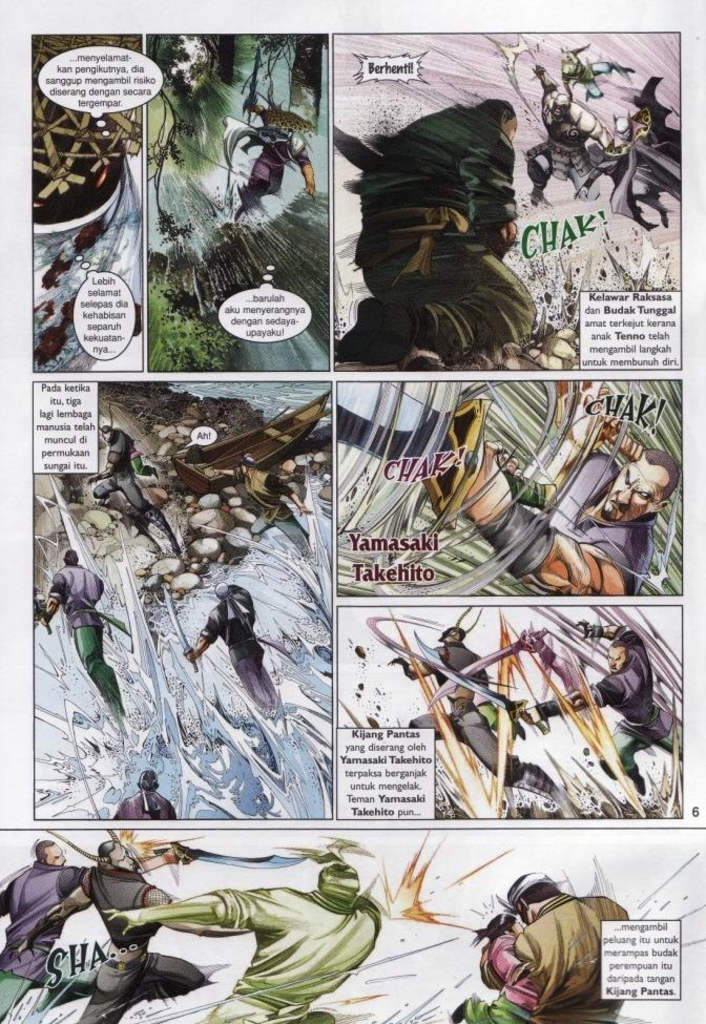 ...menyelamat-
kan pengikutnya, dia
sanggup mengambil risiko
diserang dengan secara
tergempar.
Lebih
selamat
selepas dia
kehabisan
separuh
kekuatan-
nya...
...barulah
aku menyerangnya
dengan sedaya-
upayaku!
Berhenti!
CHAK!
Kelawar Raksasa
dan Budak Tunggal
amat terkejut kerana
anak Tenno telah
mengambil langkah
untuk membunuh diri.
Pada ketika
itu, tiga
lagi lembaga
manusia telah
muncul di
permukaan
sungai itu.
Ah!
CHAK!
CHAK!
Yamasaki
Takehito
Kijang Pantas
yang diserang oleh
Yamasaki Takehito
terpaksa berganjak
untuk mengelak.
Teman Yamasaki
Takehito pun...
6
SHA...
...mengambil
peluang itu untuk
merampas budak
perempuan itu
daripada tangan
Kijang Pantas.